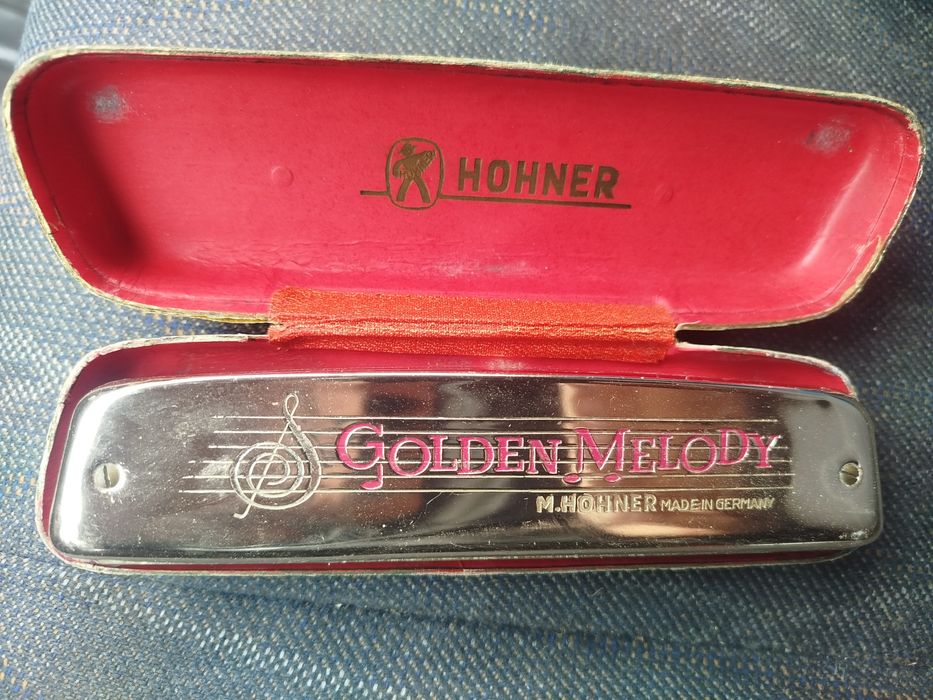 HOHNER
GOLDEN MELODY
M. HOHNER MADE IN GERMANY